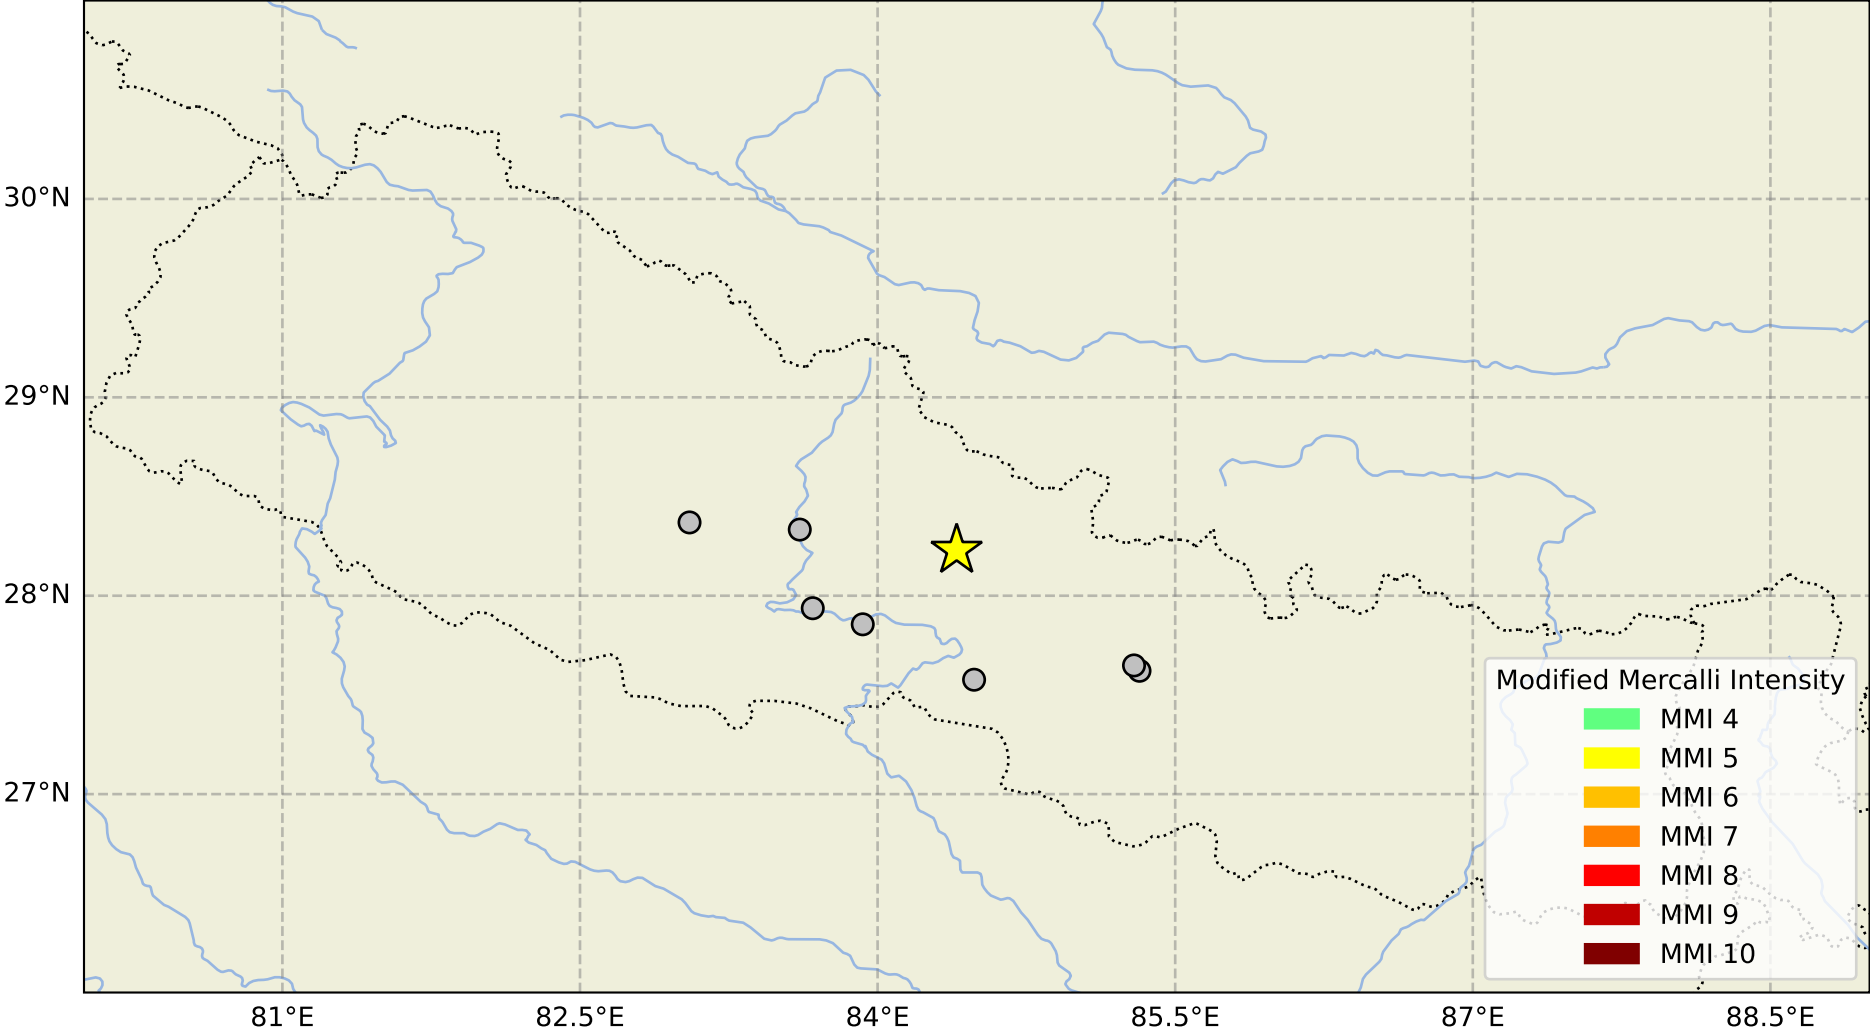 30°N
29°N
28°N
27°N
Modified Mercalli Intensity
MMI 4
MMI 5
MMI 6
MMI 7
MMI 8
MMI 9
MMI 10
81°E 82.5°E 84°E 85.5°E 87°E 88.5°E